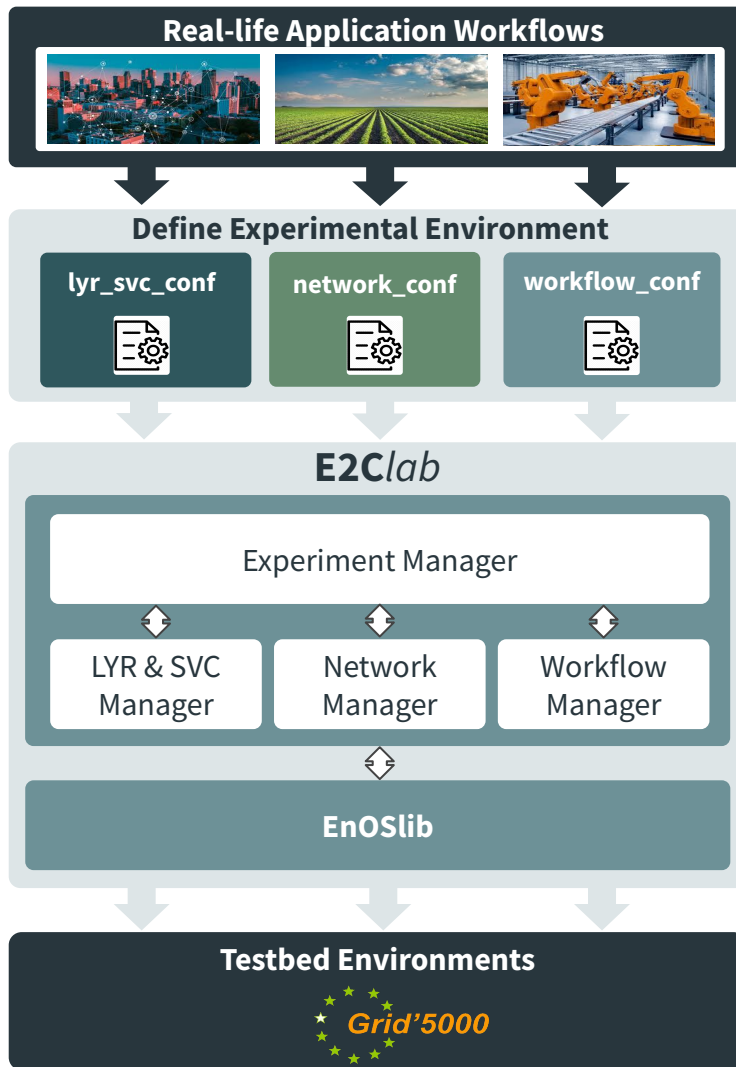 Real-life Application Workflows
Define Experimental Environment
lyr_svc_conf
network_conf
workflow_conf
E2Clab
Experiment Manager
LYR & SVC
Manager
Network
Manager
Workflow
Manager
EnOSlib
Testbed Environments
Grid'5000